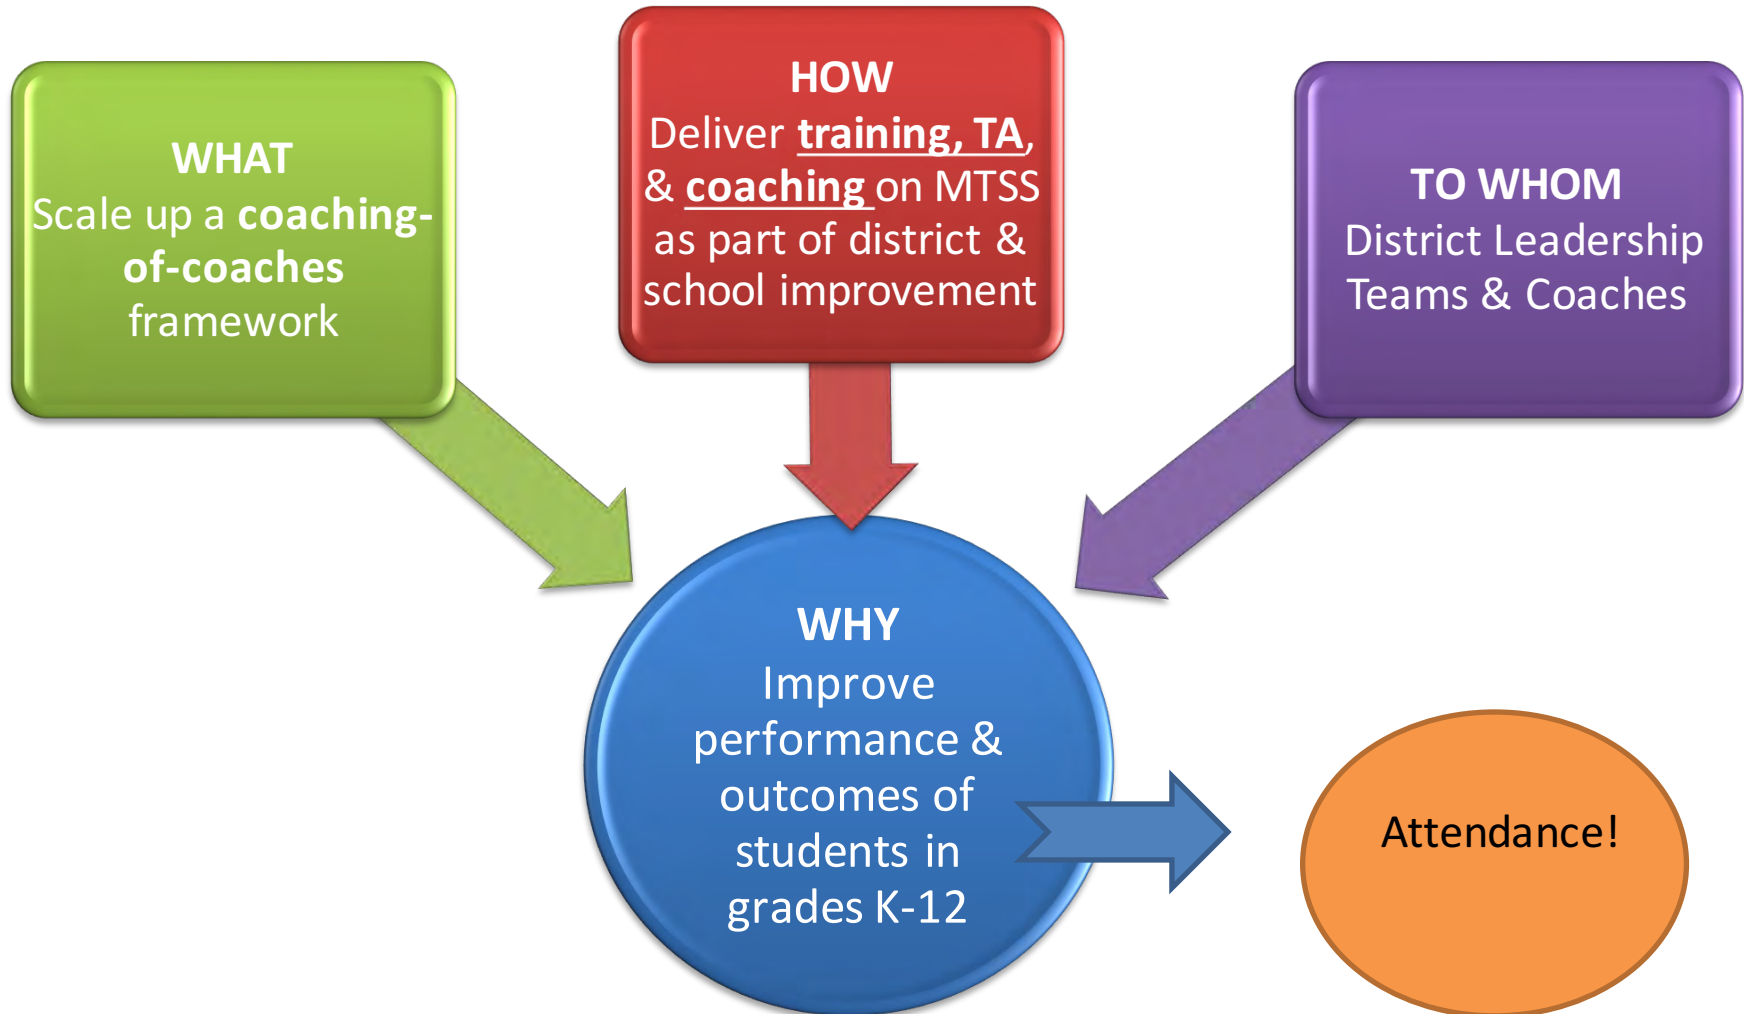 WHAT
Scale up a coaching-
of-coaches
framework
HOW
Deliver training, TA,
& coaching on MTSS
as part of district &
school improvement
TO WHOM
District Leadership
Teams & Coaches
WHY
Improve
performance &
outcomes of
students in
grades K-12
Attendance!